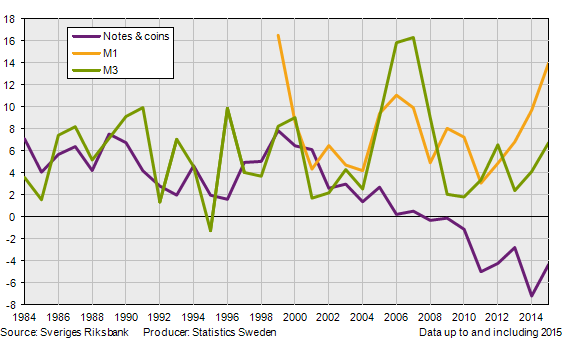 18
16
14
12
10
8
6
4
2
0
-2
-4
-6
-8
Notes & coins
M1
M3
1984 1986 1988 1990 1992 1994 1996 1998 2000 2002 2004 2006 2008 2010 2012 2014
Source: Sveriges Riksbank Producer: Statistics Sweden Data up to and including 2015